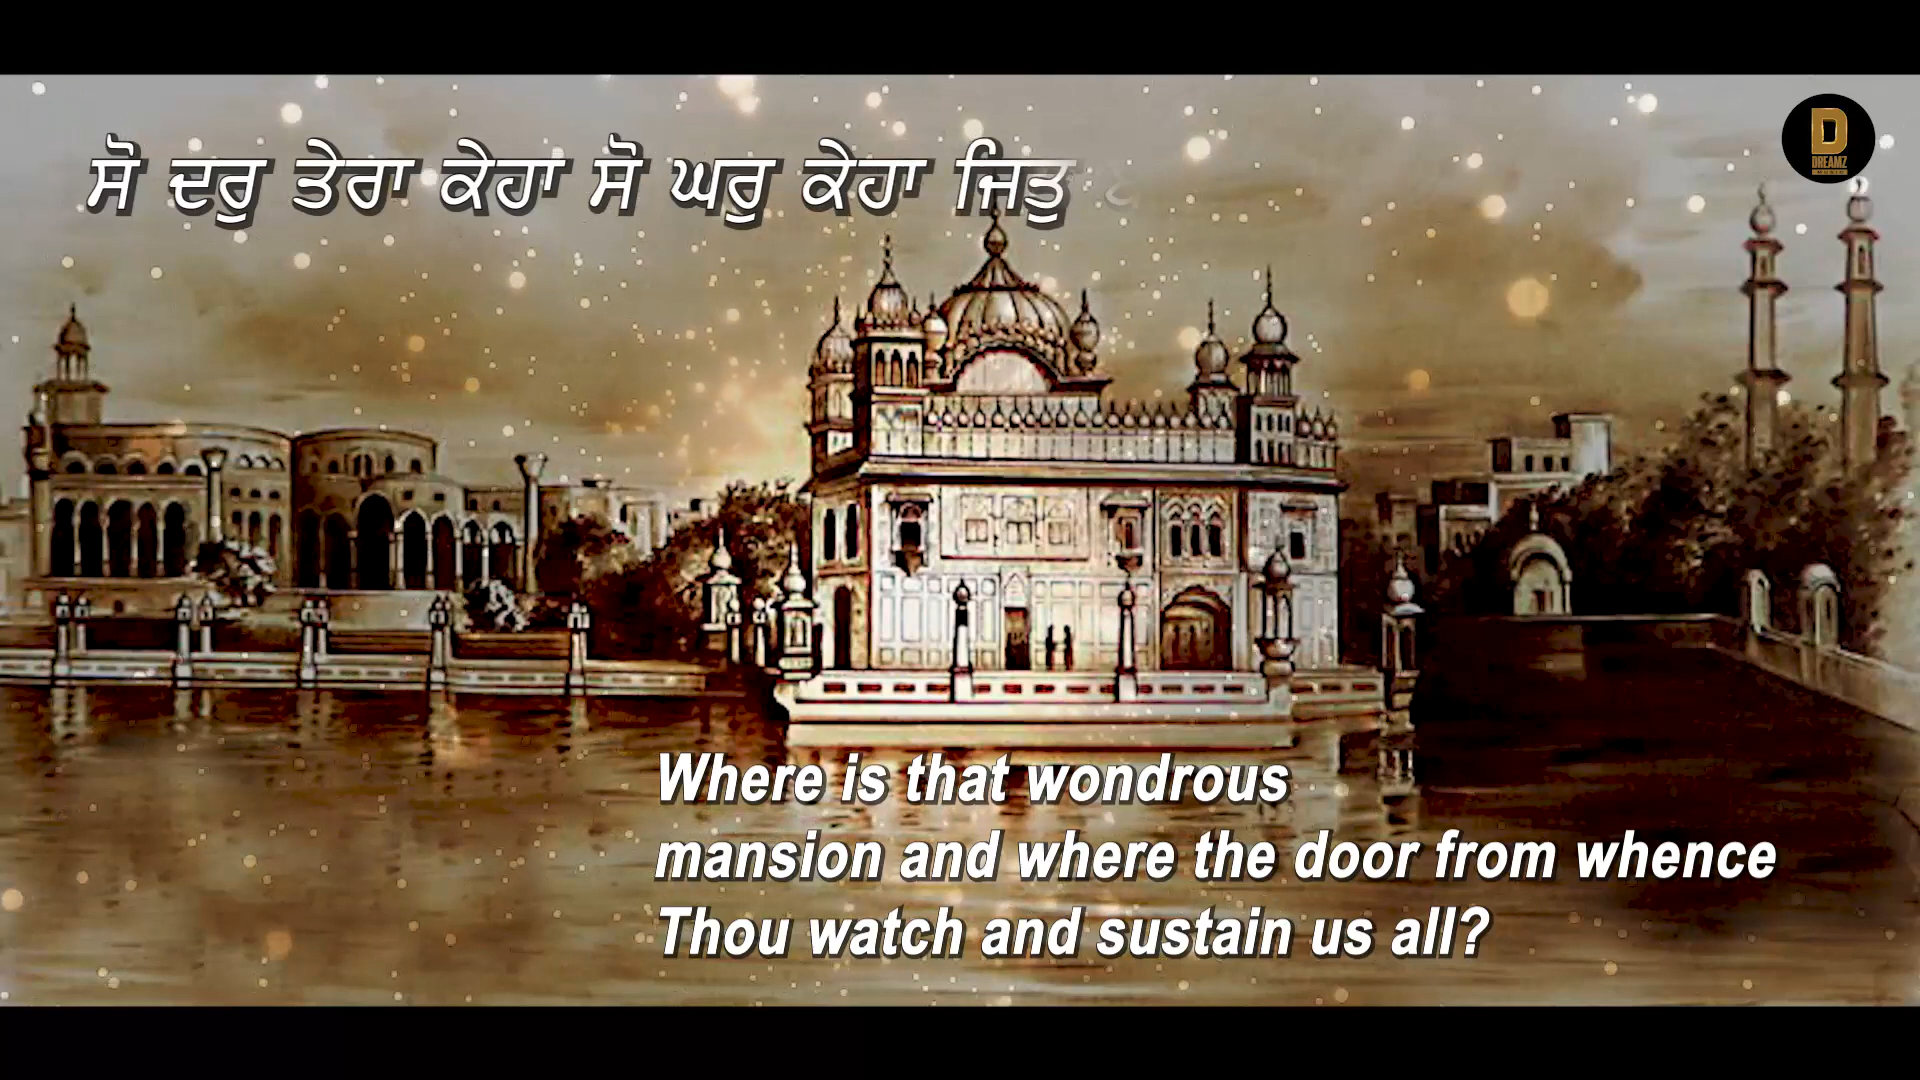 ਸੋ ਦਰੁ ਤੇਰਾ ਕੇਹਾ ਸੋ ਘਰੁ ਕੇਹਾ ਜਿਤੁ
D
DREAMZ
MUSIC
Where is that wondrous
mansion and where the door from whence
Thou watch and sustain us all?